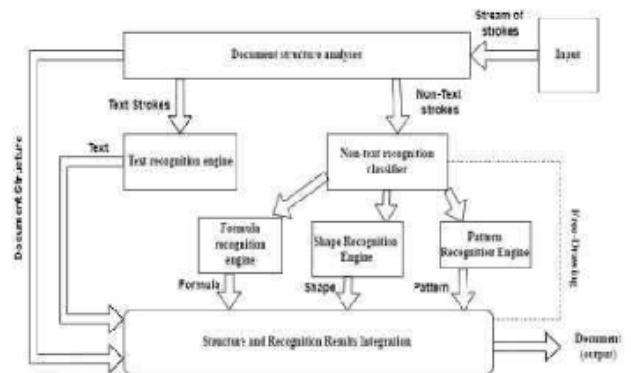 Stream of
strokes
Document structure analyser
Input
Text Strokes
Non-Text
strokes
Document Structure
Text
Text recognition engine
Non-text recognition
classifier
Formula
recognition
engine
Shape Recognition
Engine
Pattern
Recognition Engine
Free-Drawing
Formula
Shape
Pattern
Structure and Recognition Results Integration
Document
(output)